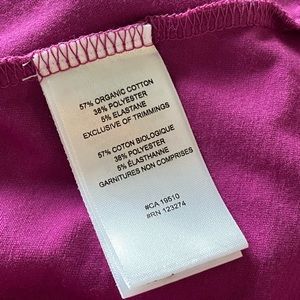 57% ORGANIC COTTON
38% POLYESTER
5% ELASTANE
EXCLUSIVE OF TRIMMINGS
57% COTON BIOLOGIQUE
38% POLYESTER
5% ÉLASTHANNE
GARNITURES NON COMPRISES
#CA 19510
#RN 123274